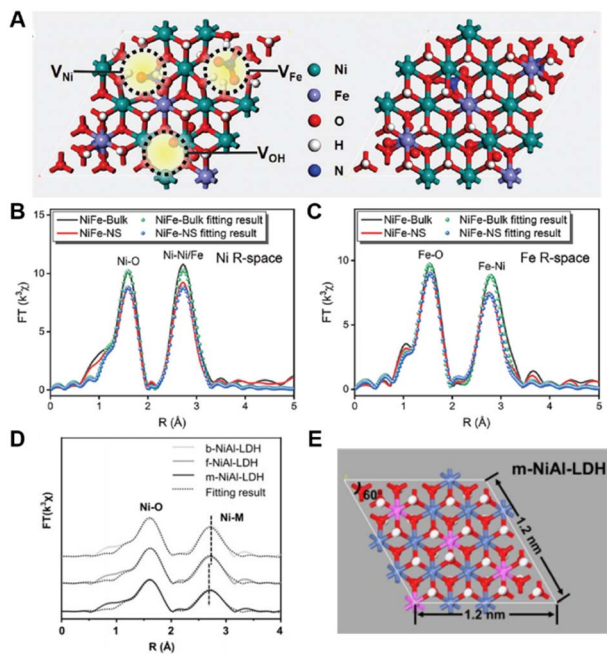 A
V_Ni
V_Fe
V_OH
Ni
Fe
O
H
N
B
NiFe-Bulk
NiFe-Bulk fitting result
NiFe-NS
NiFe-NS fitting result
Ni-O
Ni-Ni/Fe
Ni R-space
FT (k³χ)
15
10
5
0
0 1 2 3 4 5
R (Å)
C
NiFe-Bulk
NiFe-Bulk fitting result
NiFe-NS
NiFe-NS fitting result
Fe-O
Fe-Ni
Fe R-space
FT (k³χ)
10
5
0
0 1 2 3 4 5
R (Å)
D
b-NiAl-LDH
f-NiAl-LDH
m-NiAl-LDH
Fitting result
Ni-O
Ni-M
FT(k³χ)
0 1 2 3 4
R (Å)
E
m-NiAl-LDH
60°
1.2 nm
1.2 nm